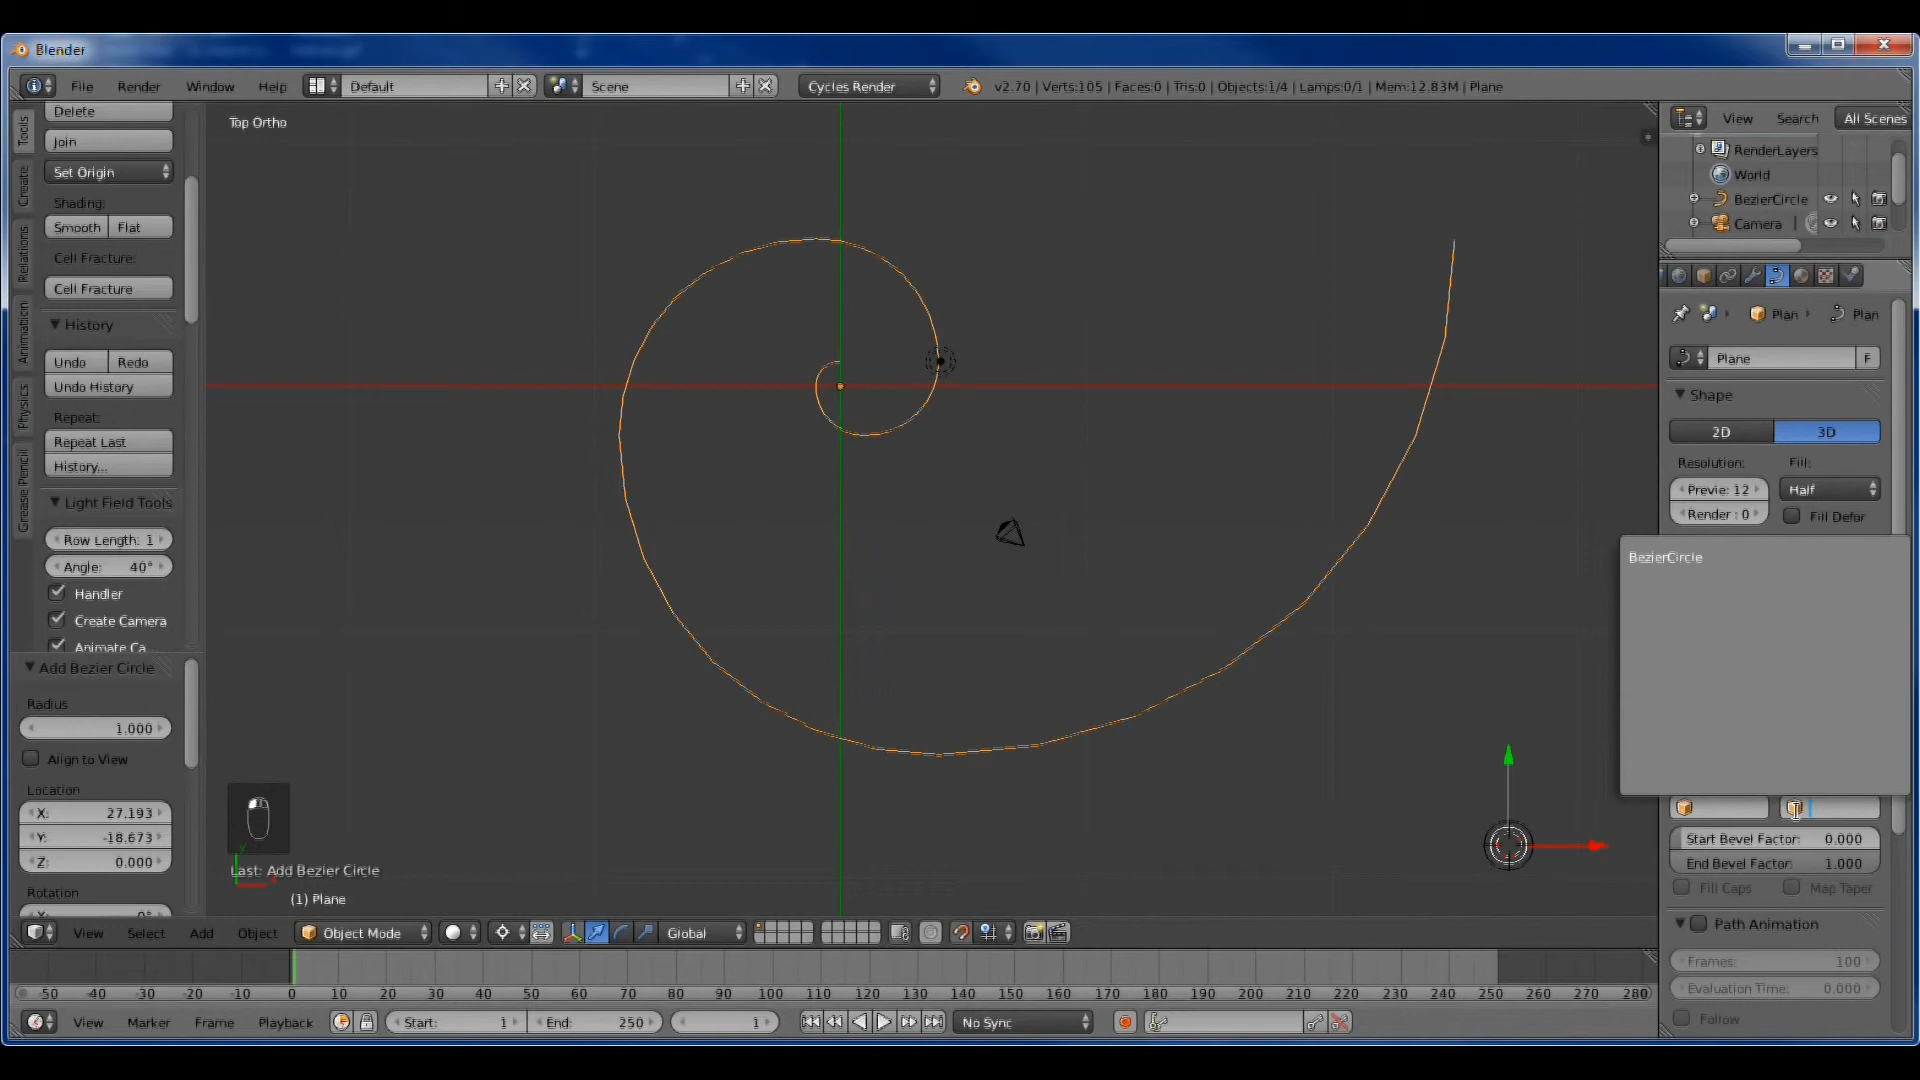 Blender
File Render Window Help Default Scene Cycles Render v2.70 | Verts:105 | Faces:0 | Tris:0 | Objects:1/4 | Lamps:0/1 | Mem:12.83M | Plane
Tools
Create
Relations
Animation
Physics
Grease Pencil
Delete
Join
Set Origin
Shading:
Smooth Flat
Cell Fracture:
Cell Fracture
History
Undo Redo
Undo History
Repeat:
Repeat Last
History...
Light Field Tools
Row Length: 1
Angle: 40°
Handler
Create Camera
Animate Ca...
Add Bezier Circle
Radius
1.000
Align to View
Location
X: 27.193
Y: -18.673
Z: 0.000
Rotation
X: 0°
Top Ortho
y
Last: Add Bezier Circle
(1) Plane
View Search All Scenes
RenderLayers
World
BezierCircle
Camera
Plan Plan
Plane F
Shape
2D 3D
Resolution: Fill:
Previe: 12 Half
Render: 0 Fill Defor
BezierCircle
Start Bevel Factor: 0.000
End Bevel Factor: 1.000
Fill Caps Map Taper
Path Animation
Frames: 100
Evaluation Time: 0.000
Follow
View Select Add Object Object Mode Global
-50 -40 -30 -20 -10 0 10 20 30 40 50 60 70 80 90 100 110 120 130 140 150 160 170 180 190 200 210 220 230 240 250 260 270 280
View Marker Frame Playback Start: 1 End: 250 1 No Sync